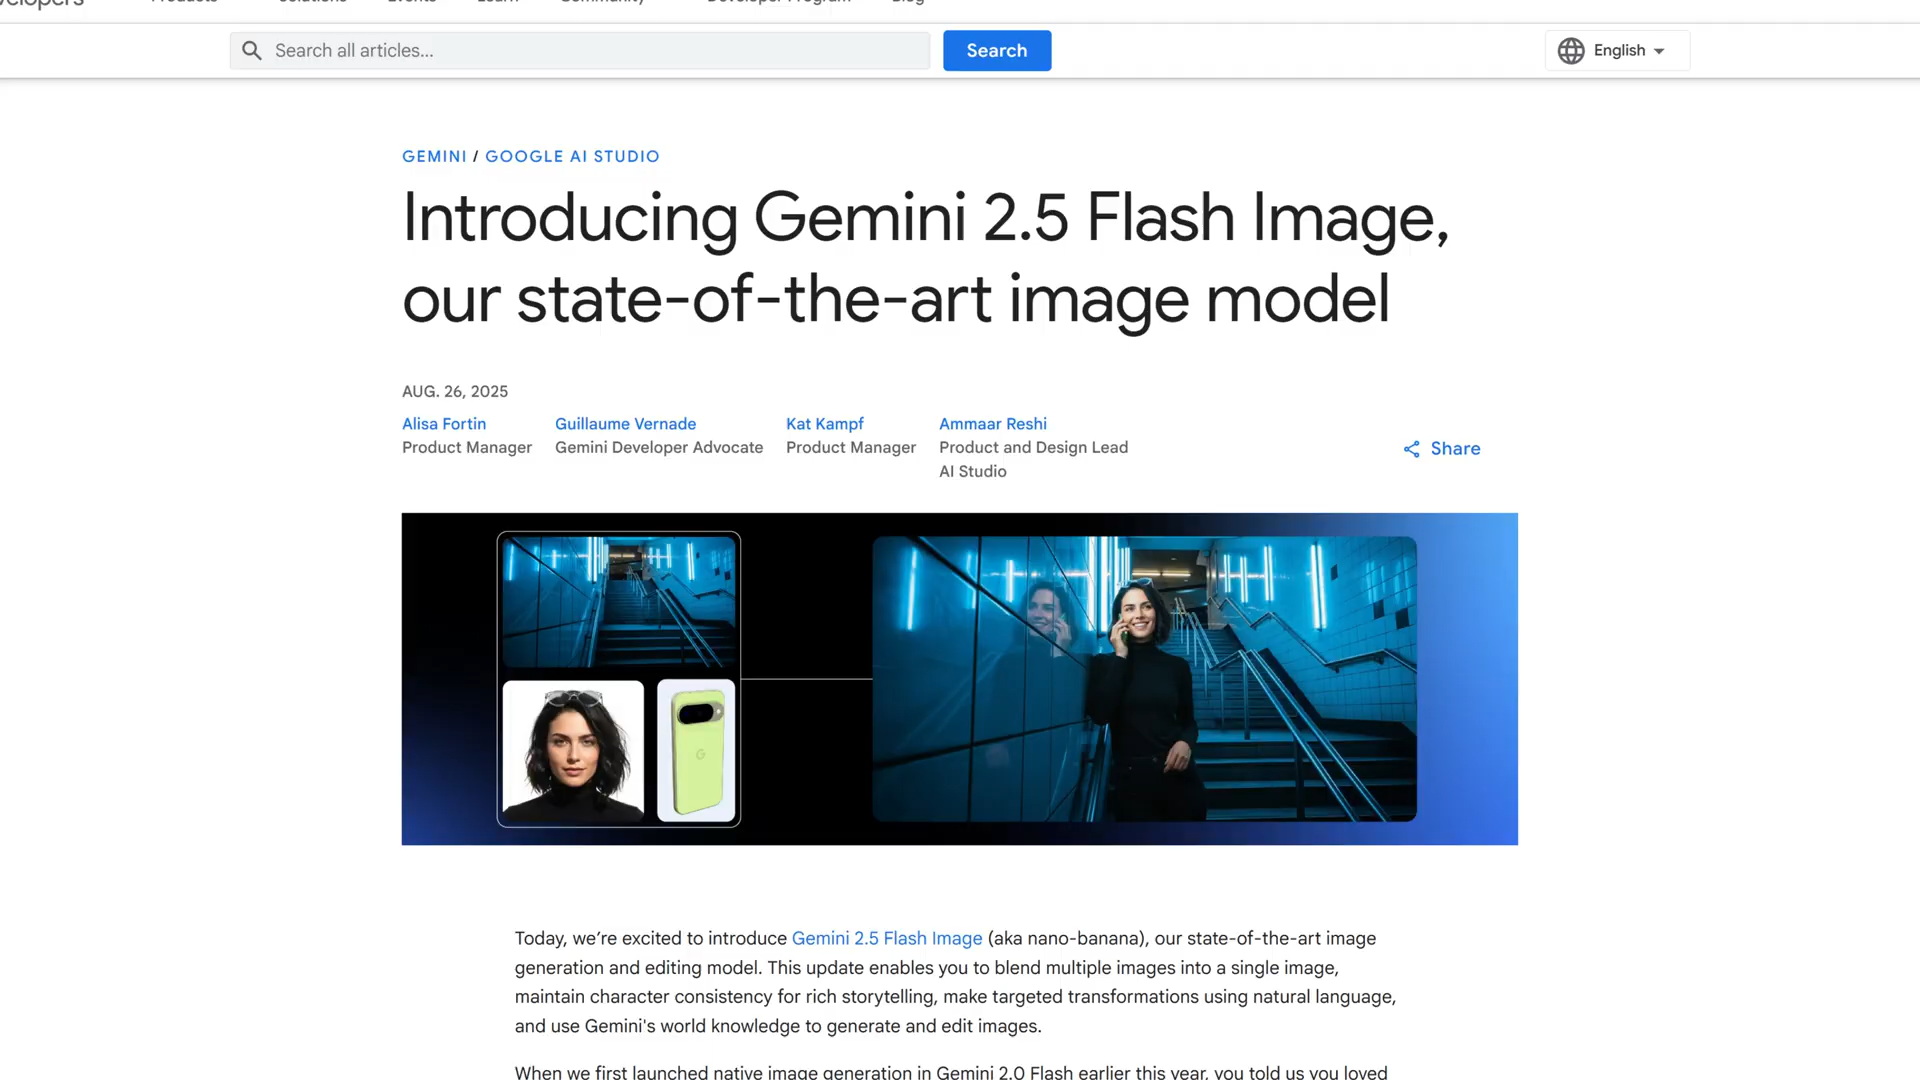 Search all articles...
Search
English
GEMINI / GOOGLE AI STUDIO
Introducing Gemini 2.5 Flash Image,
our state-of-the-art image model
AUG. 26, 2025
Alisa Fortin
Product Manager
Guillaume Vernade
Gemini Developer Advocate
Kat Kampf
Product Manager
Ammaar Reshi
Product and Design Lead
AI Studio
Share
Today, we’re excited to introduce Gemini 2.5 Flash Image (aka nano-banana), our state-of-the-art image
generation and editing model. This update enables you to blend multiple images into a single image,
maintain character consistency for rich storytelling, make targeted transformations using natural language,
and use Gemini's world knowledge to generate and edit images.
When we first launched native image generation in Gemini 2.0 Flash earlier this year, you told us you loved